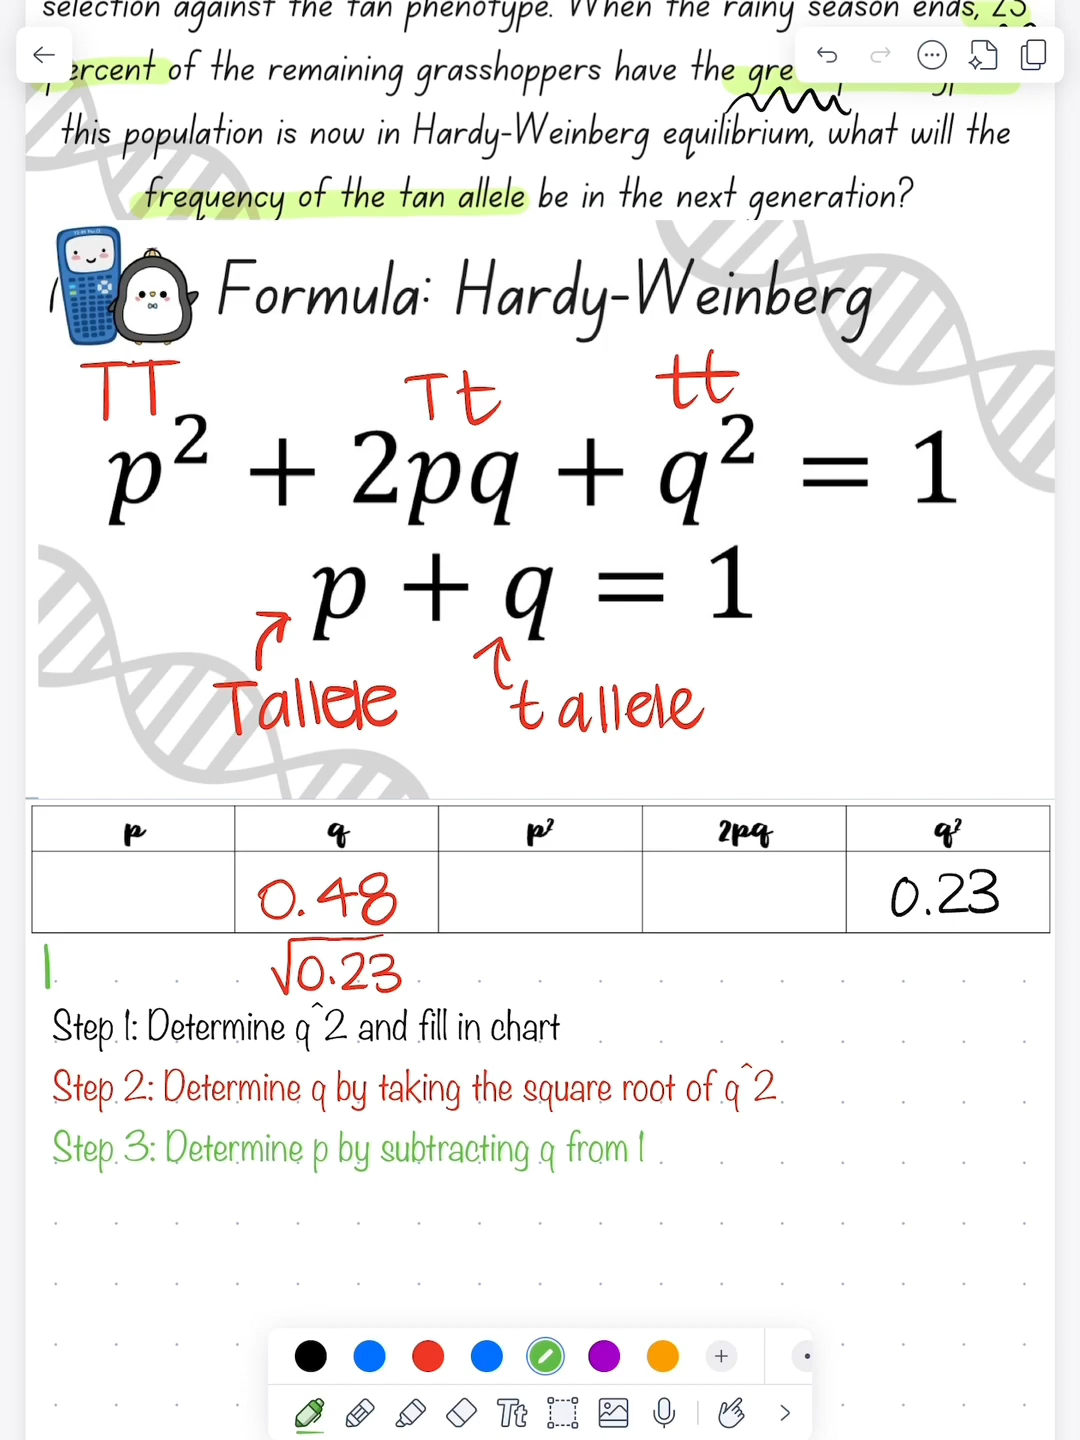 selection against the tan phenotype. When the rainy season ends, 23
percent of the remaining grasshoppers have the
this population is now in Hardy-Weinberg equilibrium, what will the
frequency of the tan allele be in the next generation?
Formula: Hardy-Weinberg
TT Tt tt
p² + 2pq + q² = 1
p + q = 1
T allele t allele
p q p² 2pq q²
0.48 0.23
1 √0.23
Step 1: Determine q^2 and fill in chart
Step 2: Determine q by taking the square root of q^2
Step 3: Determine p by subtracting q from 1
Tt